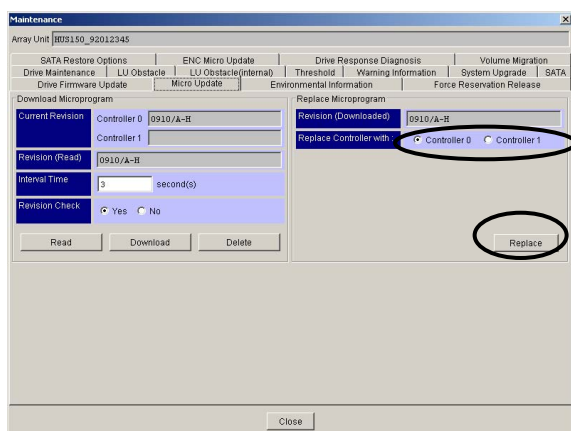 Maintenance
Array Unit HUS150_92012345
SATA Restore Options ENC Micro Update Drive Response Diagnosis Volume Migration
Drive Maintenance LU Obstacle LU Obstacle(internal) Threshold Warning Information System Upgrade SATA
Drive Firmware Update Micro Update Environmental Information Force Reservation Release
Download Microprogram
Current Revision Controller 0 0910/A-H
Controller 1
Revision (Read) 0910/A-H
Interval Time 3 second(s)
Revision Check Yes No
Read Download Delete
Replace Microprogram
Revision (Downloaded) 0910/A-H
Replace Controller with : Controller 0 Controller 1
Replace
Close